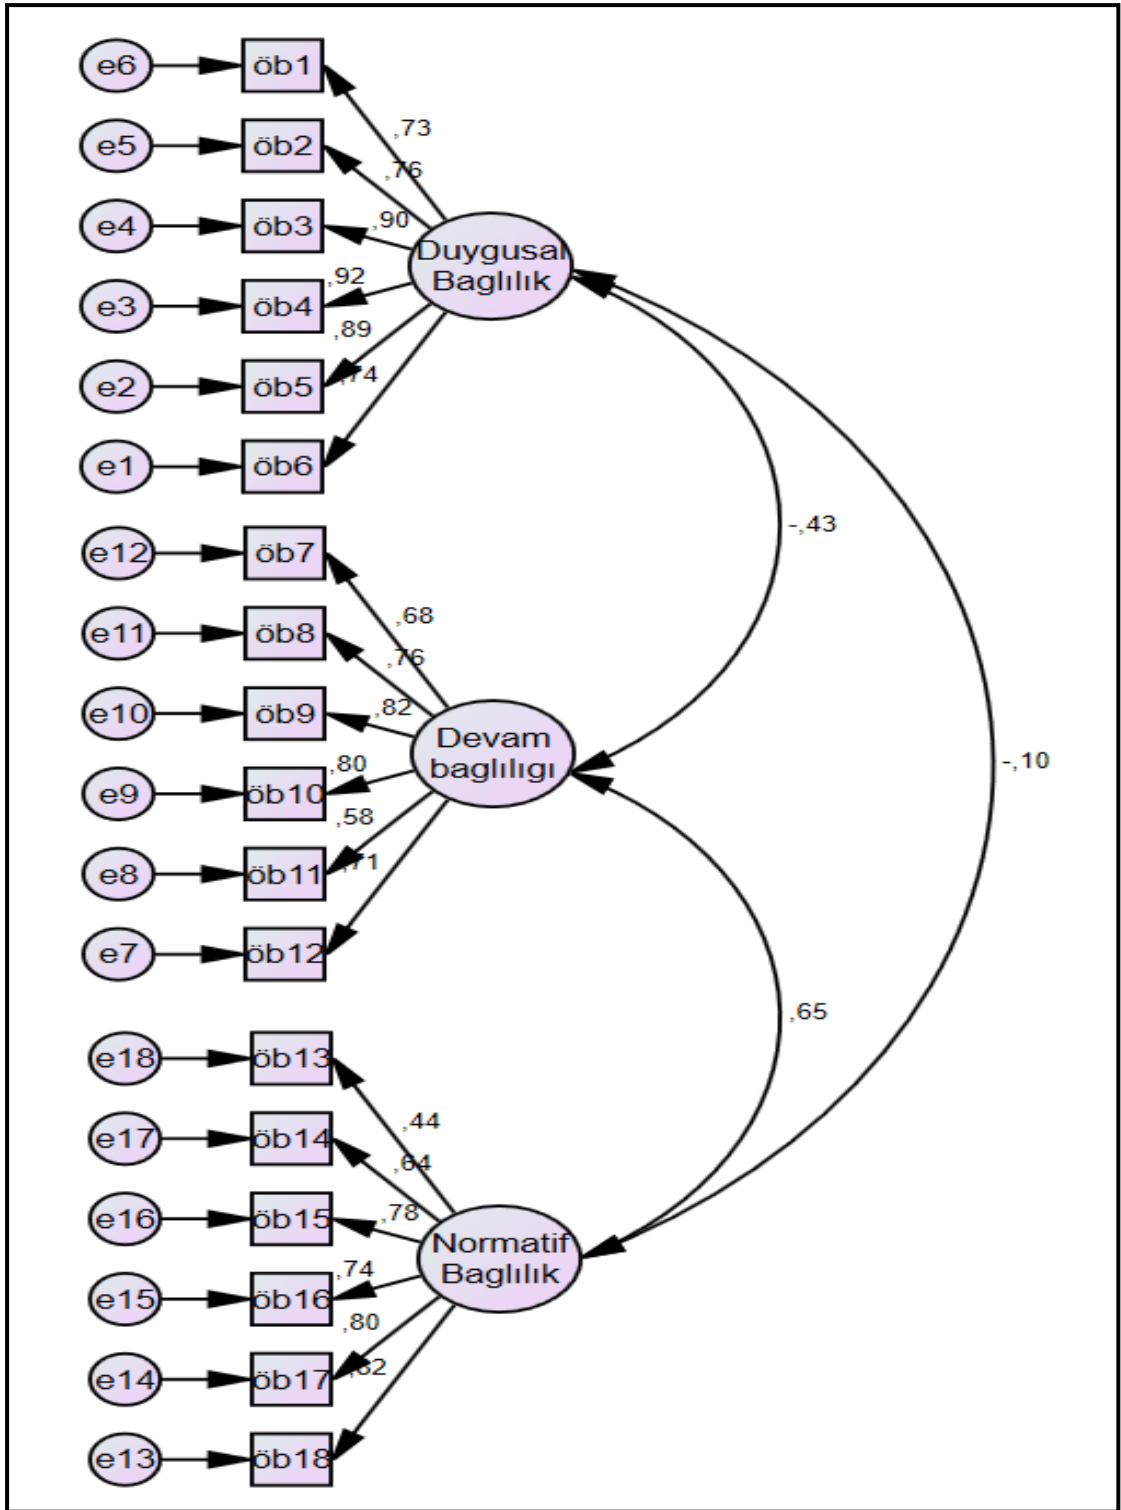 e6
öb1
,73
e5
öb2
,76
e4
öb3
,90
Duygusal
Baglılık
e3
öb4
,92
e2
öb5
,89
e1
öb6
,74
-,43
e12
öb7
,68
e11
öb8
,76
e10
öb9
,82
Devam
baglılıgı
-,10
e9
öb10
,80
e8
öb11
,58
e7
öb12
,71
,65
e18
öb13
,44
e17
öb14
,64
e16
öb15
,78
Normatif
Baglılık
e15
öb16
,74
e14
öb17
,80
e13
öb18